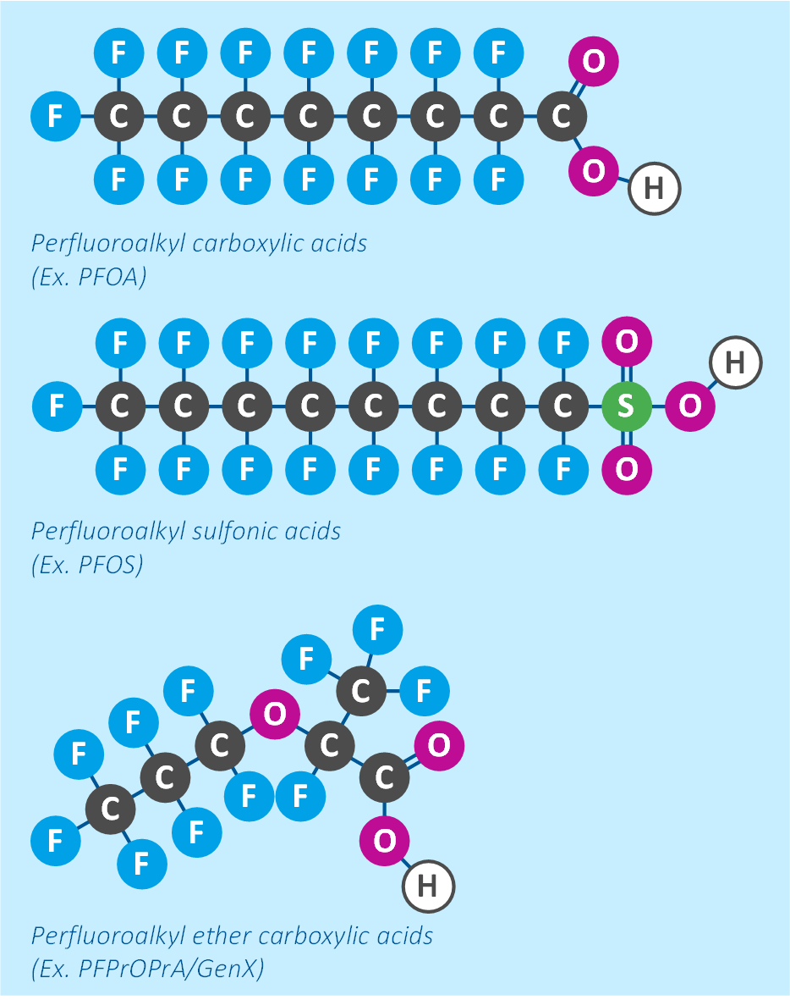 F F F F F F F O
F C C C C C C C C
F F F F F F F O H
Perfluoroalkyl carboxylic acids
(Ex. PFOA)
F F F F F F F F O H
F C C C C C C C C S O
F F F F F F F F O
Perfluoroalkyl sulfonic acids
(Ex. PFOS)
F
F
F C F
F O
F C C O
F C C
C F F
F F O
F
H
Perfluoroalkyl ether carboxylic acids
(Ex. PFPrOPrA/GenX)